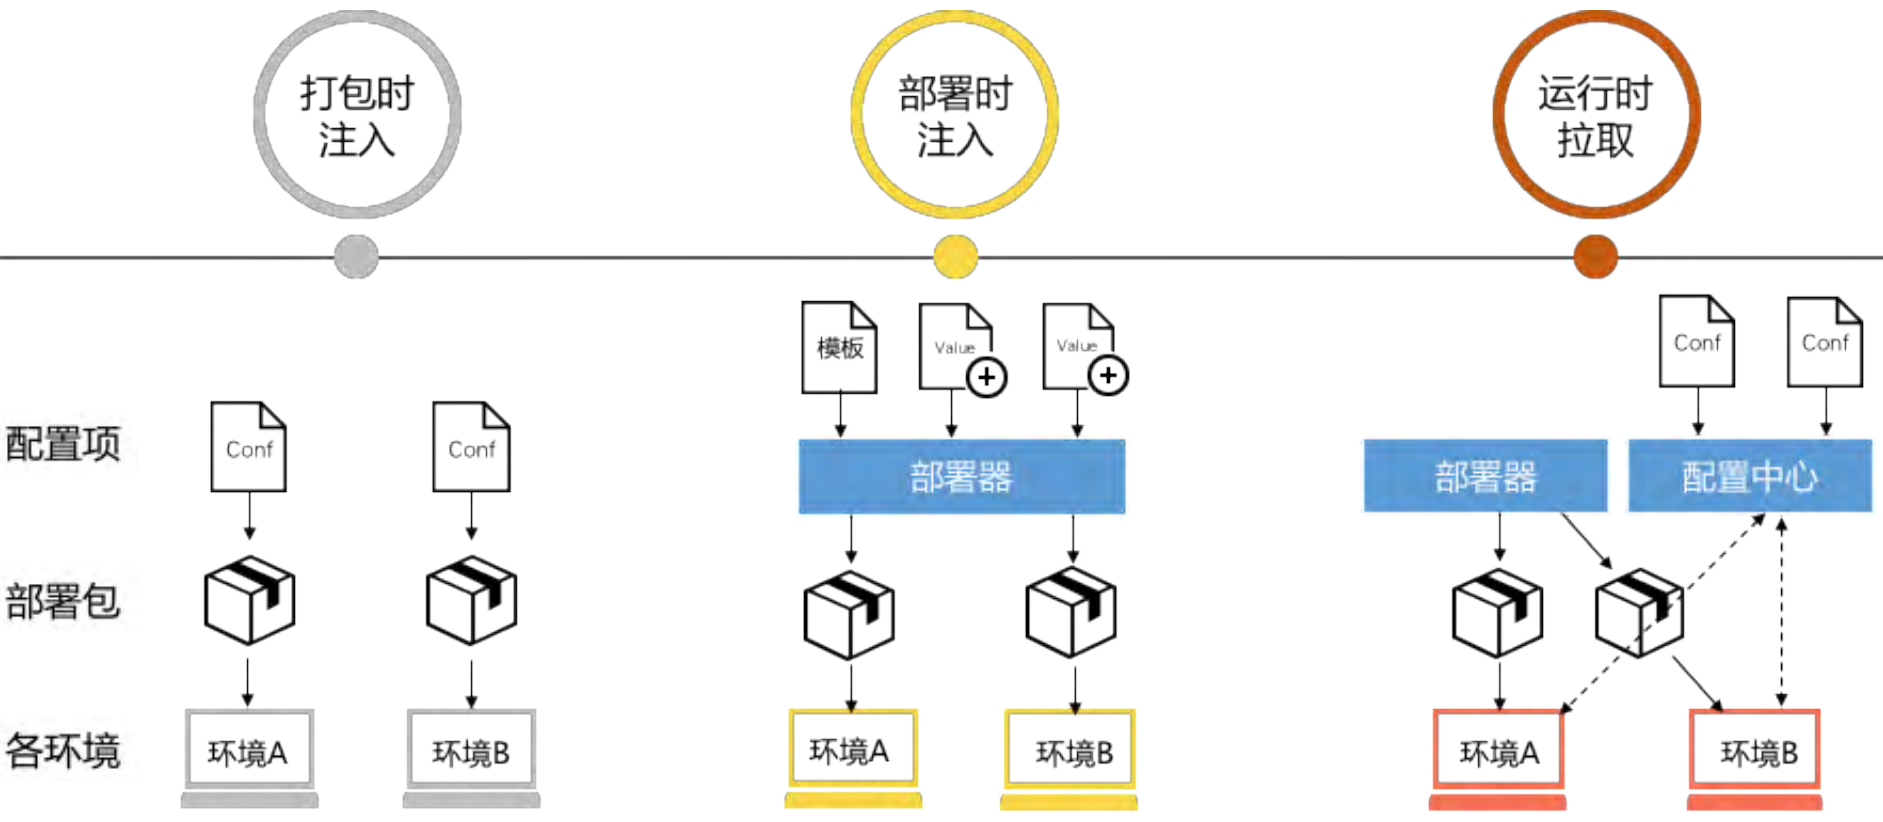 打包时
注入
部署时
注入
运行时
拉取
模板
Value
Value
Conf
Conf
配置项
Conf
Conf
部署器
部署器
配置中心
部署包
各环境
环境A
环境B
环境A
环境B
环境A
环境B